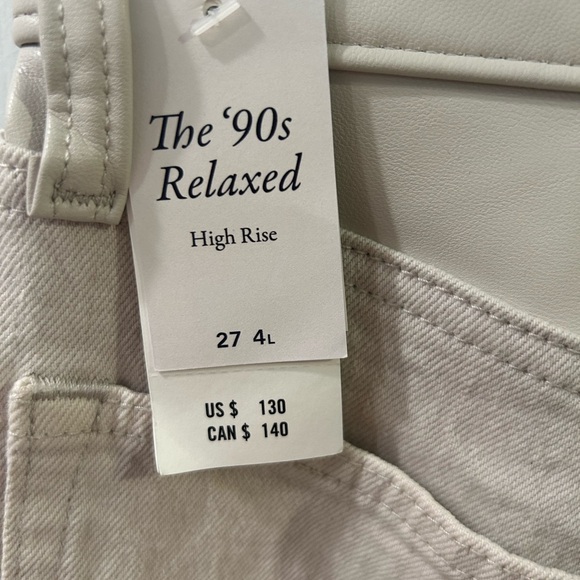 The ‘90s
Relaxed
High Rise
27 4L
US $ 130
CAN $ 140